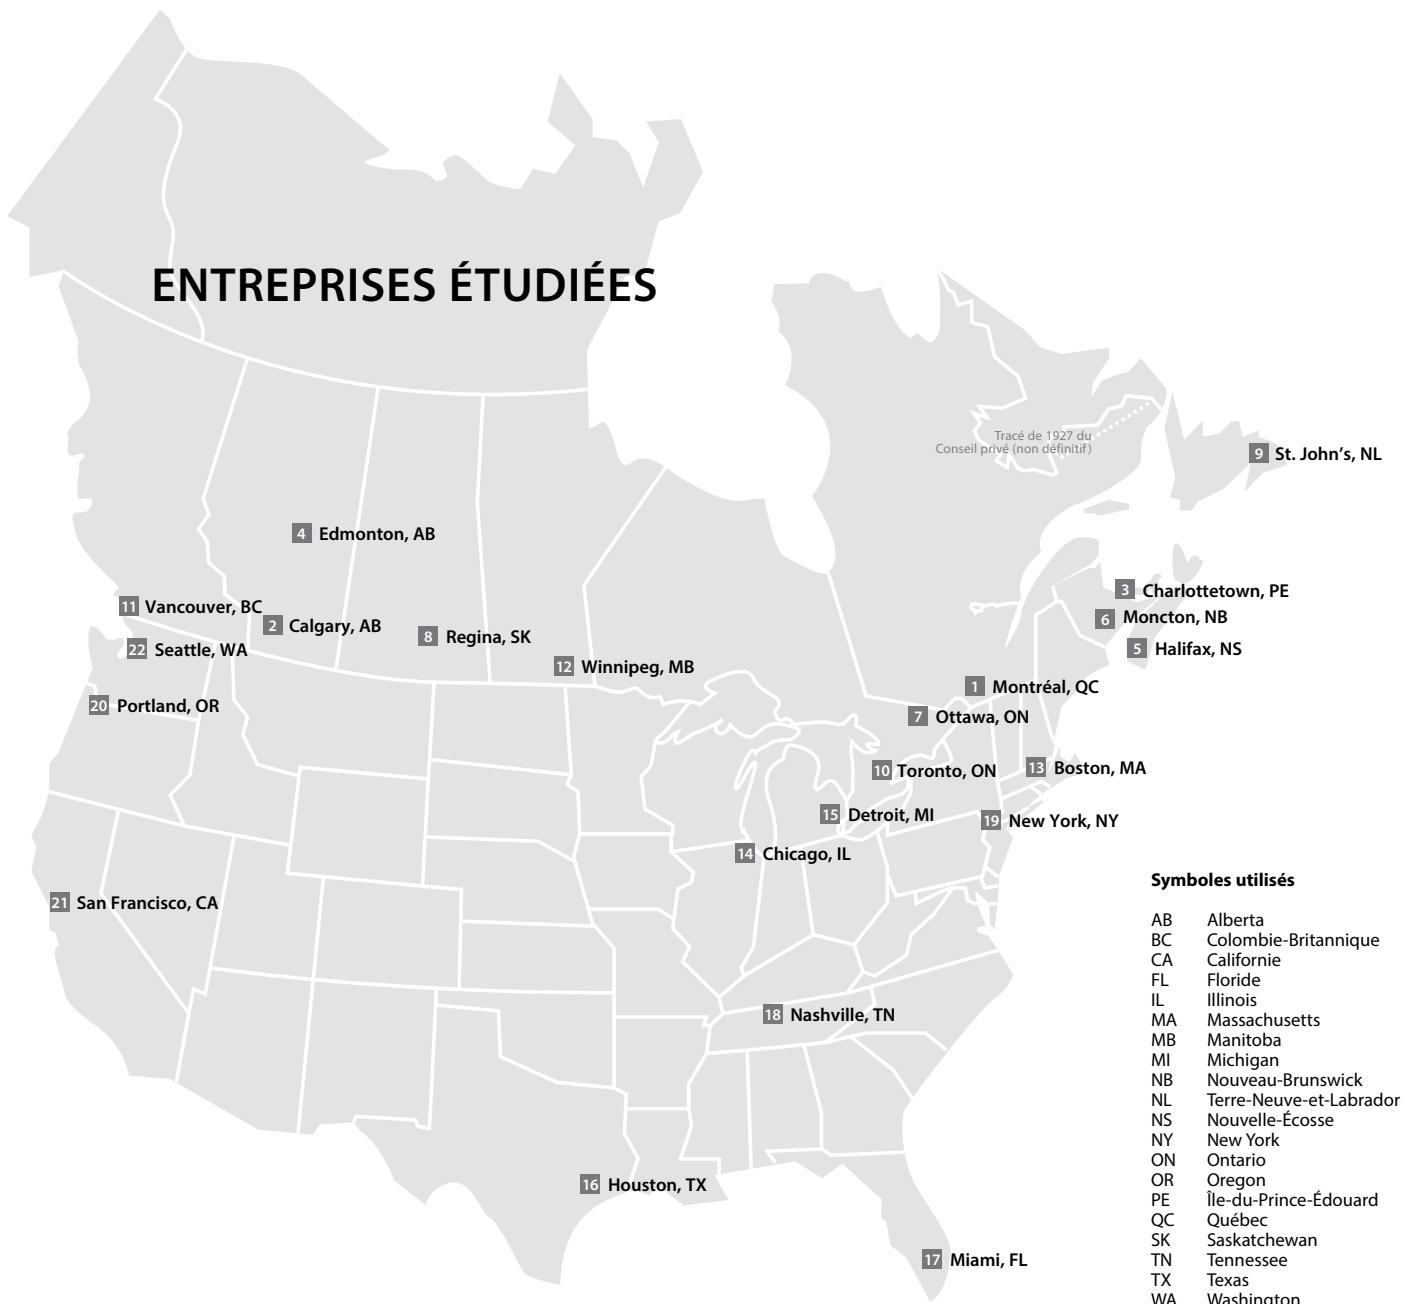 ENTREPRISES ÉTUDIÉES
Tracé de 1927 du
Conseil privé (non définitif)
9 St. John’s, NL
4 Edmonton, AB
3 Charlottetown, PE
11 Vancouver, BC
6 Moncton, NB
2 Calgary, AB
8 Regina, SK
22 Seattle, WA
5 Halifax, NS
12 Winnipeg, MB
1 Montréal, QC
20 Portland, OR
7 Ottawa, ON
10 Toronto, ON
13 Boston, MA
15 Detroit, MI
19 New York, NY
14 Chicago, IL
21 San Francisco, CA
18 Nashville, TN
16 Houston, TX
17 Miami, FL
Symboles utilisés
AB Alberta
BC Colombie-Britannique
CA Californie
FL Floride
IL Illinois
MA Massachusetts
MB Manitoba
MI Michigan
NB Nouveau-Brunswick
NL Terre-Neuve-et-Labrador
NS Nouvelle-Écosse
NY New York
ON Ontario
OR Oregon
PE Île-du-Prince-Édouard
QC Québec
SK Saskatchewan
TN Tennessee
TX Texas
WA Washington